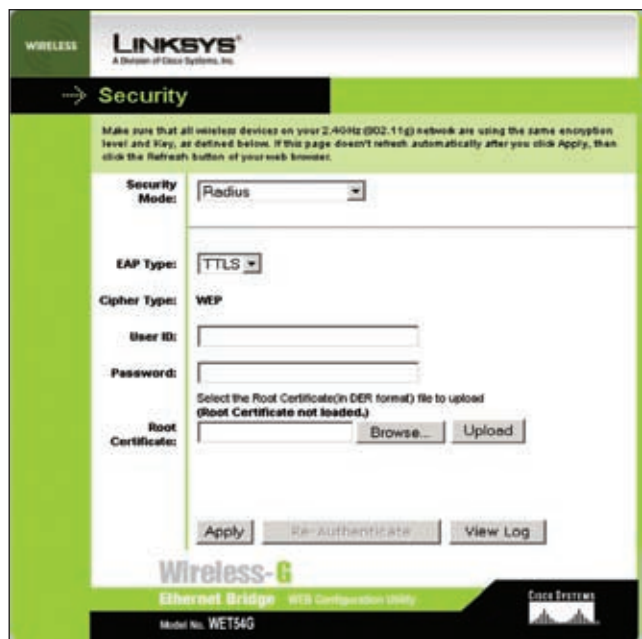 WIRELESS
LINKSYS®
A Division of Cisco Systems, Inc.
Security
Make sure that all wireless devices on your 2.4GHz (802.11g) network are using the same encryption
level and Key, as defined below. If this page doesn't refresh automatically after you click Apply, then
click the Refresh button of your web browser.
Security Mode: Radius
EAP Type: TTLS
Cipher Type: WEP
User ID:
Password:
Select the Root Certificate(in DER format) file to upload
(Root Certificate not loaded.)
Root Certificate: Browse... Upload
Apply Re-Authenticate View Log
Wireless-G
Ethernet Bridge WEB Configuration Utility
Model No. WET54G
CISCO SYSTEMS